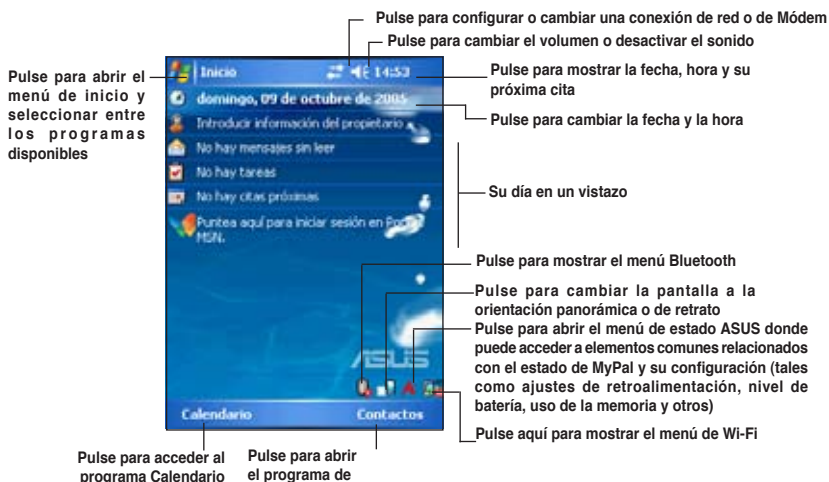 Pulse para configurar o cambiar una conexión de red o de Módem
Pulse para cambiar el volumen o desactivar el sonido
Pulse para abrir el
menú de inicio y
seleccionar entre
los programas
disponibles
Inicio
14:53
Pulse para mostrar la fecha, hora y su
próxima cita
domingo, 09 de octubre de 2005
Pulse para cambiar la fecha y la hora
Introducir información del propietario
No hay mensajes sin leer
No hay tareas
No hay citas próximas
Su día en un vistazo
Puntea aquí para iniciar sesión en Pocket
MSN.
Pulse para mostrar el menú Bluetooth
Pulse para cambiar la pantalla a la
orientación panorámica o de retrato
Pulse para abrir el menú de estado ASUS donde
puede acceder a elementos comunes relacionados
con el estado de MyPal y su configuración (tales
como ajustes de retroalimentación, nivel de
batería, uso de la memoria y otros)
ASUS
Calendario
Contactos
Pulse aquí para mostrar el menú de Wi-Fi
Pulse para acceder al
programa Calendario
Pulse para abrir
el programa de